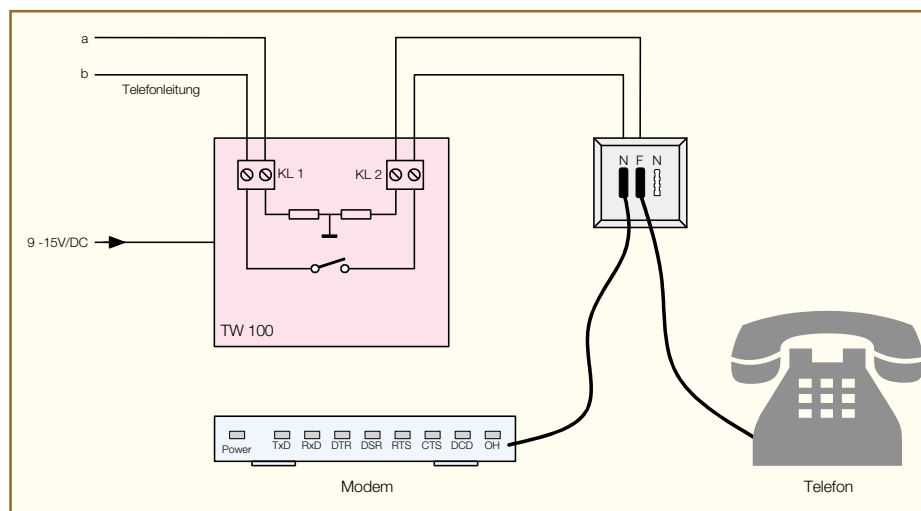 a
b
Telefonleitung
KL 1
KL 2
N F N
9 -15V/DC
TW 100
Power TxD RxD DTR DSR RTS CTS DCD OH
Modem
Telefon